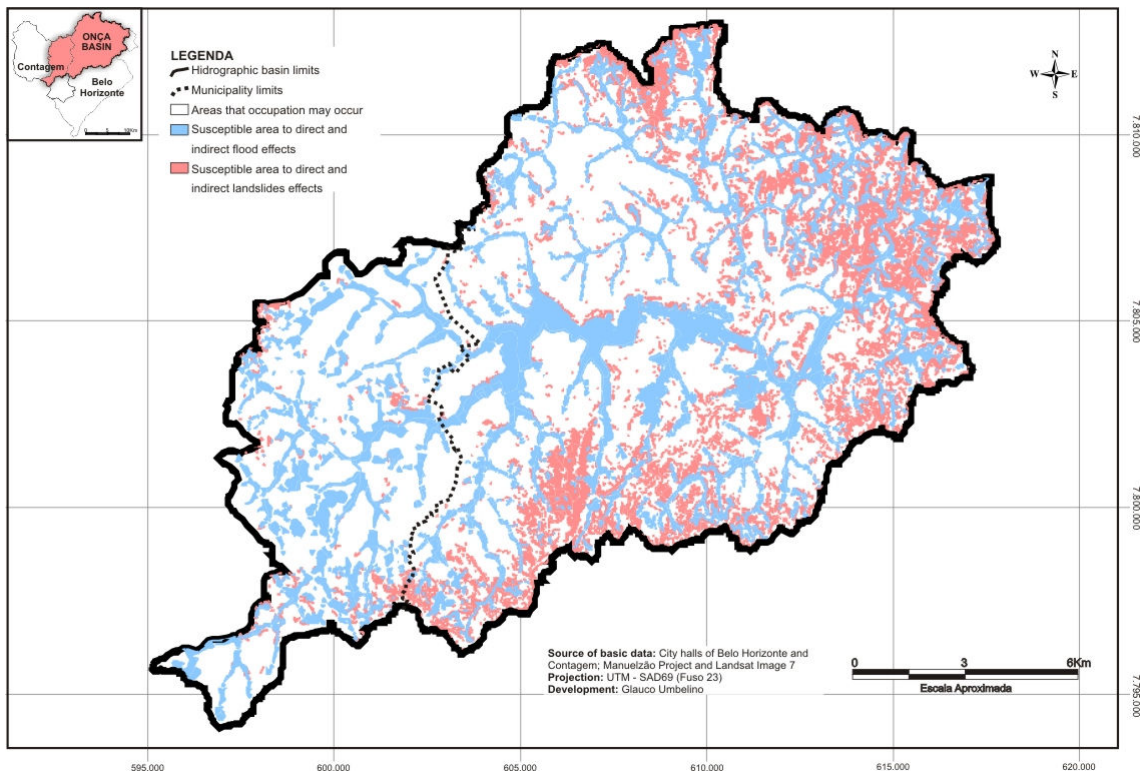 ONÇA
BASIN
Contagem
Belo
Horizonte
0 5 10Km
LEGENDA
Hidrographic basin limits
Municipality limits
Areas that occupation may occur
Susceptible area to direct and
indirect flood effects
Susceptible area to direct and
indirect landslides effects
N
W E
S
7.810.000
7.805.000
7.800.000
7.795.000
Source of basic data: City halls of Belo Horizonte and
Contagem; Manuelzão Project and Landsat Image 7
Projection: UTM - SAD69 (Fuso 23)
Development: Glauco Umbelino
0 3 6Km
Escala Aproximada
595.000 600.000 605.000 610.000 615.000 620.000